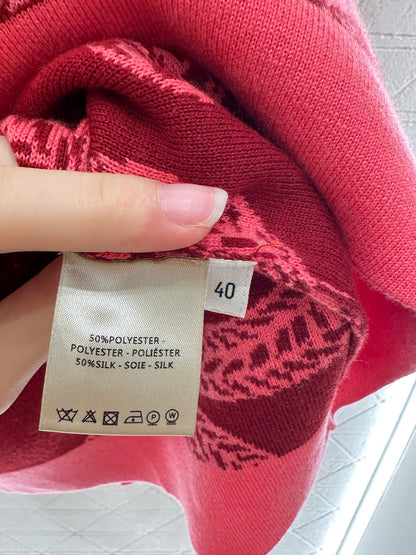 40
50%POLYESTER -
POLYESTER - POLIÉSTER
50%SILK - SOIE - SILK
P W